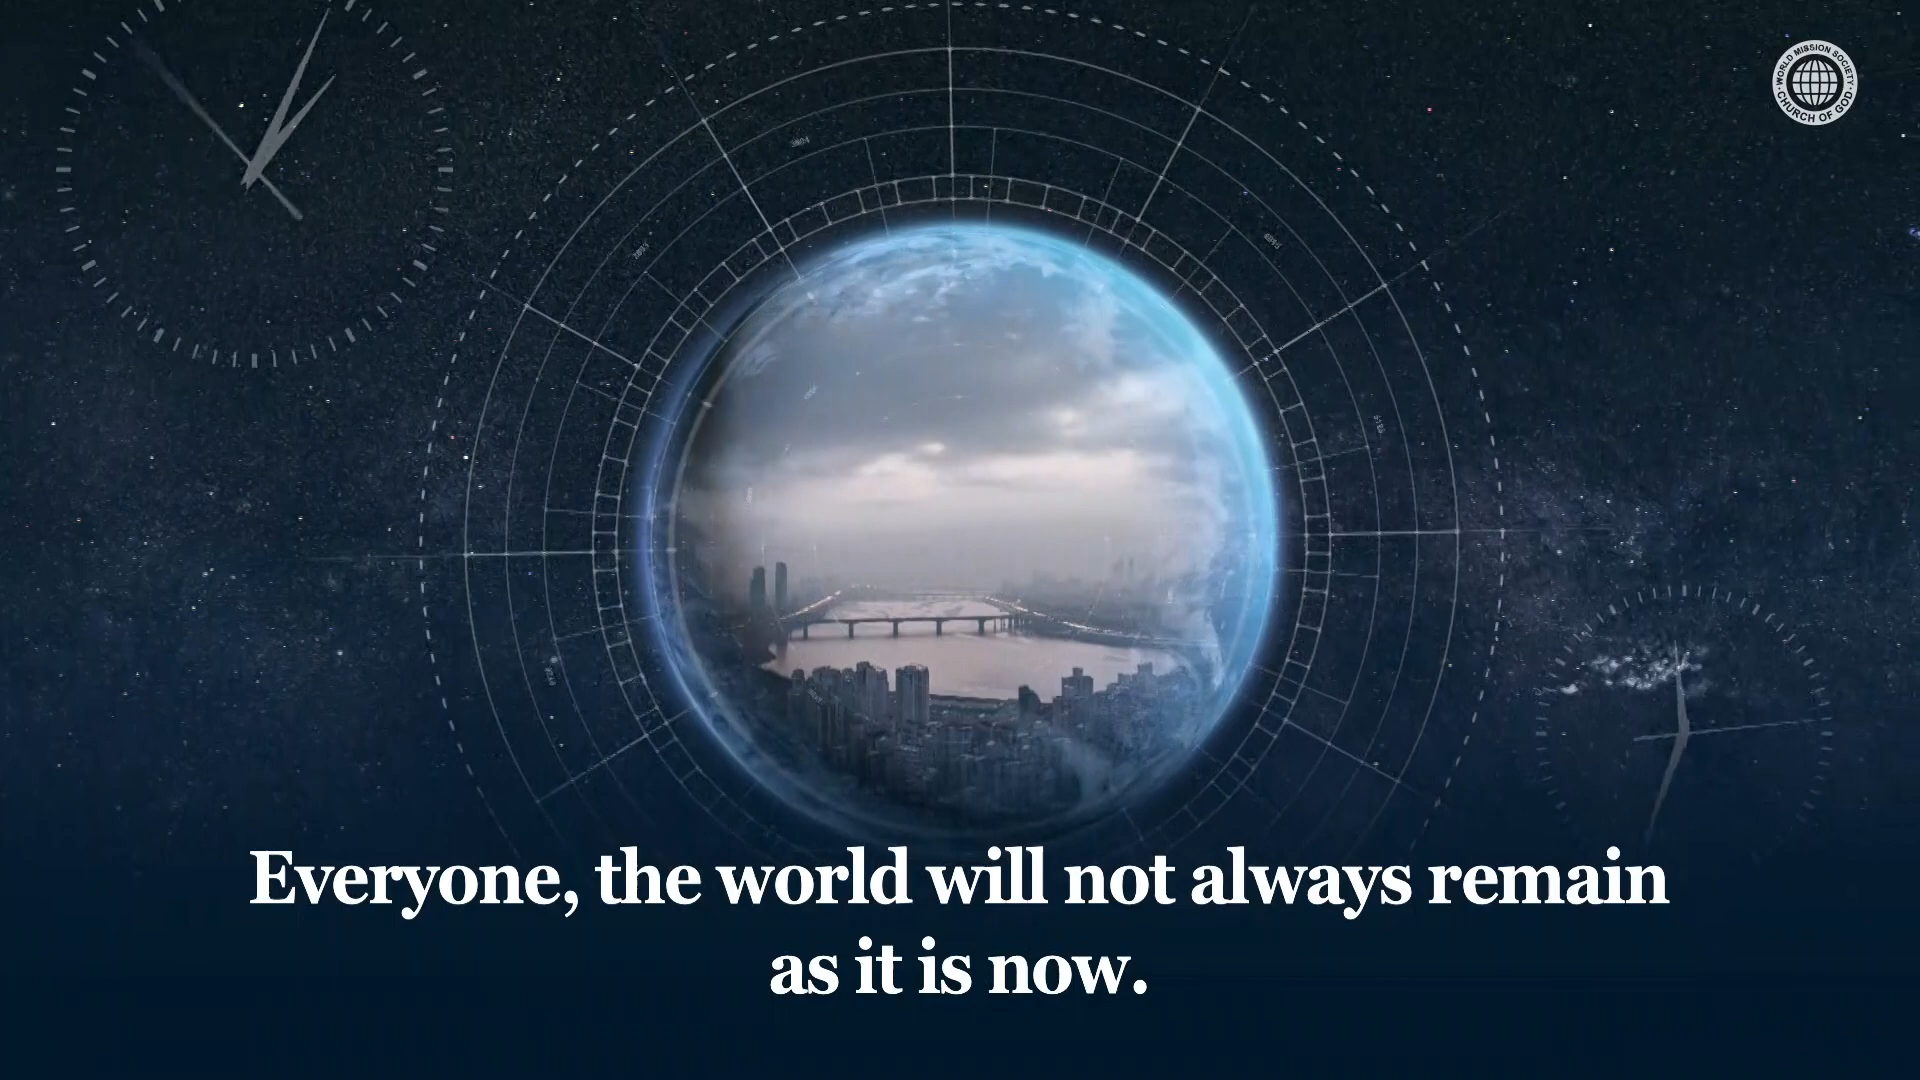 WORLD MISSION SOCIETY
CHURCH OF GOD
Everyone, the world will not always remain
as it is now.